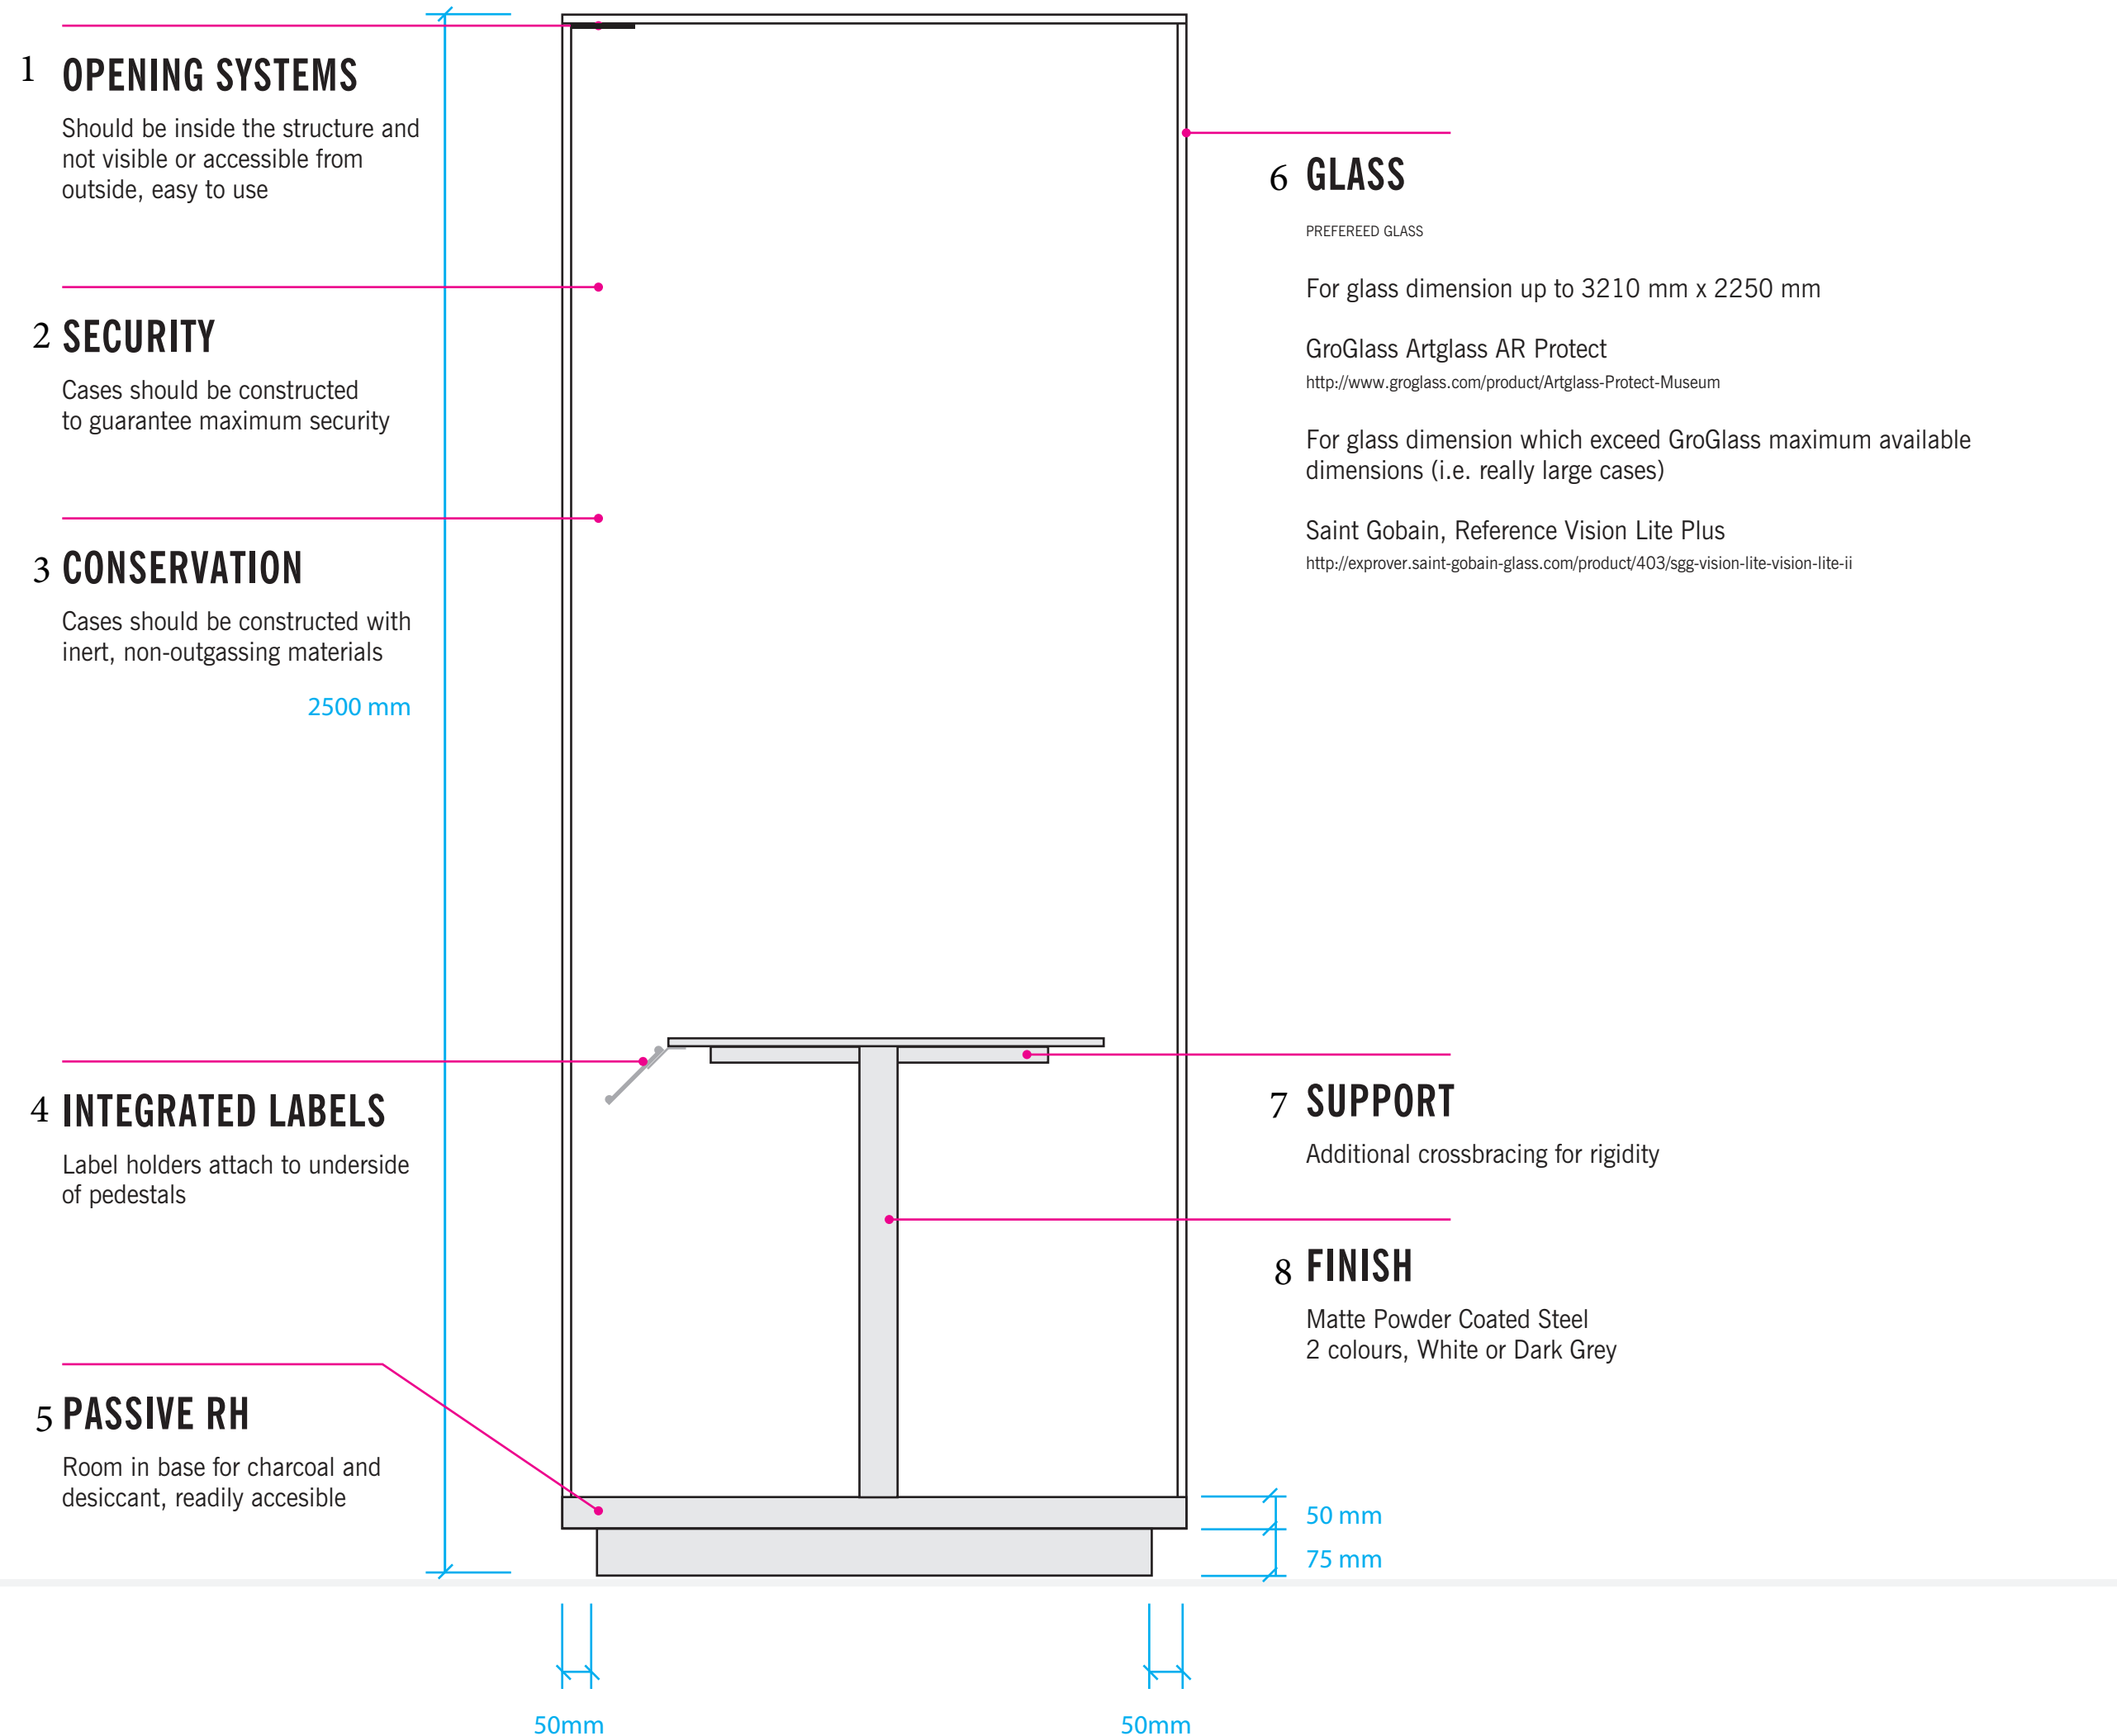 1 OPENING SYSTEMS
Should be inside the structure and
not visible or accessible from
outside, easy to use
2 SECURITY
Cases should be constructed
to guarantee maximum security
3 CONSERVATION
Cases should be constructed with
inert, non-outgassing materials
2500 mm
4 INTEGRATED LABELS
Label holders attach to underside
of pedestals
5 PASSIVE RH
Room in base for charcoal and
desiccant, readily accesible
6 GLASS
PREFEREED GLASS
For glass dimension up to 3210 mm x 2250 mm
GroGlass Artglass AR Protect
http://www.groglass.com/product/Artglass-Protect-Museum
For glass dimension which exceed GroGlass maximum available
dimensions (i.e. really large cases)
Saint Gobain, Reference Vision Lite Plus
http://exprover.saint-gobain-glass.com/product/403/sgg-vision-lite-vision-lite-ii
7 SUPPORT
Additional crossbracing for rigidity
8 FINISH
Matte Powder Coated Steel
2 colours, White or Dark Grey
50 mm
75 mm
50mm
50mm